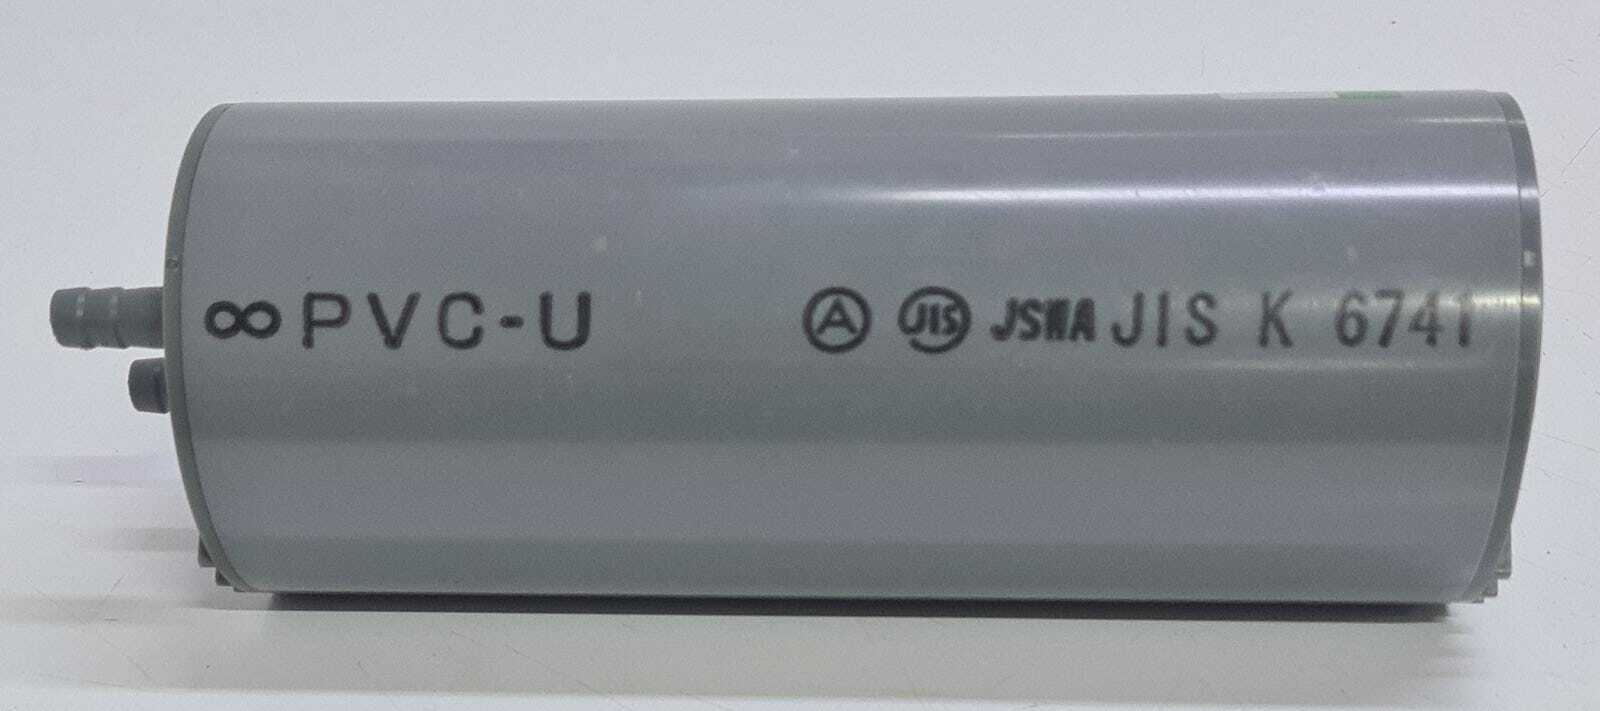 ∞PVC-U Ⓐ JIS JSWA JIS K 6741